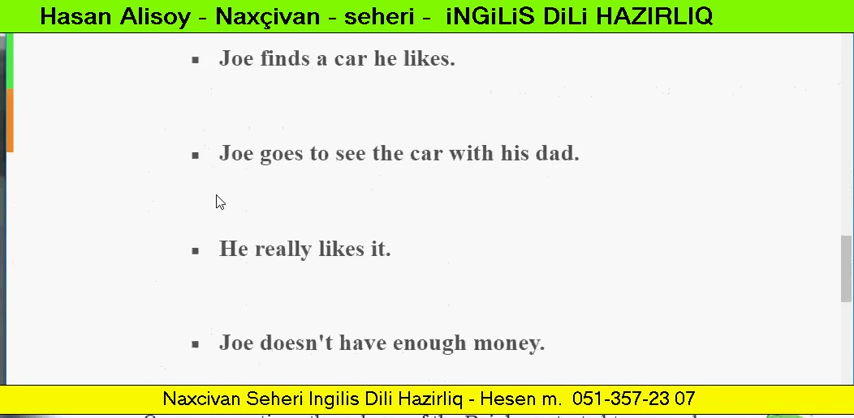 Hasan Alisoy - Naxçivan - seheri - iNGiLiS DiLi HAZIRLIQ
▪ Joe finds a car he likes.
▪ Joe goes to see the car with his dad.
▪ He really likes it.
▪ Joe doesn't have enough money.
Naxcivan Seheri Ingilis Dili Hazirliq - Hesen m. 051-357-23 07